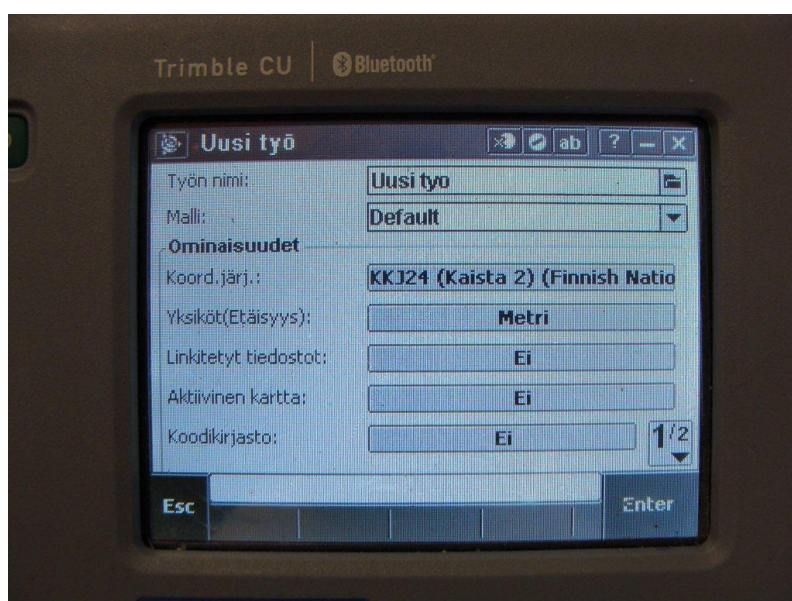 Trimble CU Bluetooth
Uusi työ ab ? – x
Työn nimi: Uusi tyo
Malli: Default
Ominaisuudet
Koord.järj.: KKJ24 (Kaista 2) (Finnish Natio
Yksiköt(Etäisyys): Metri
Linkitetyt tiedostot: Ei
Aktiivinen kartta: Ei
Koodikirjasto: Ei 1/2
Esc Enter